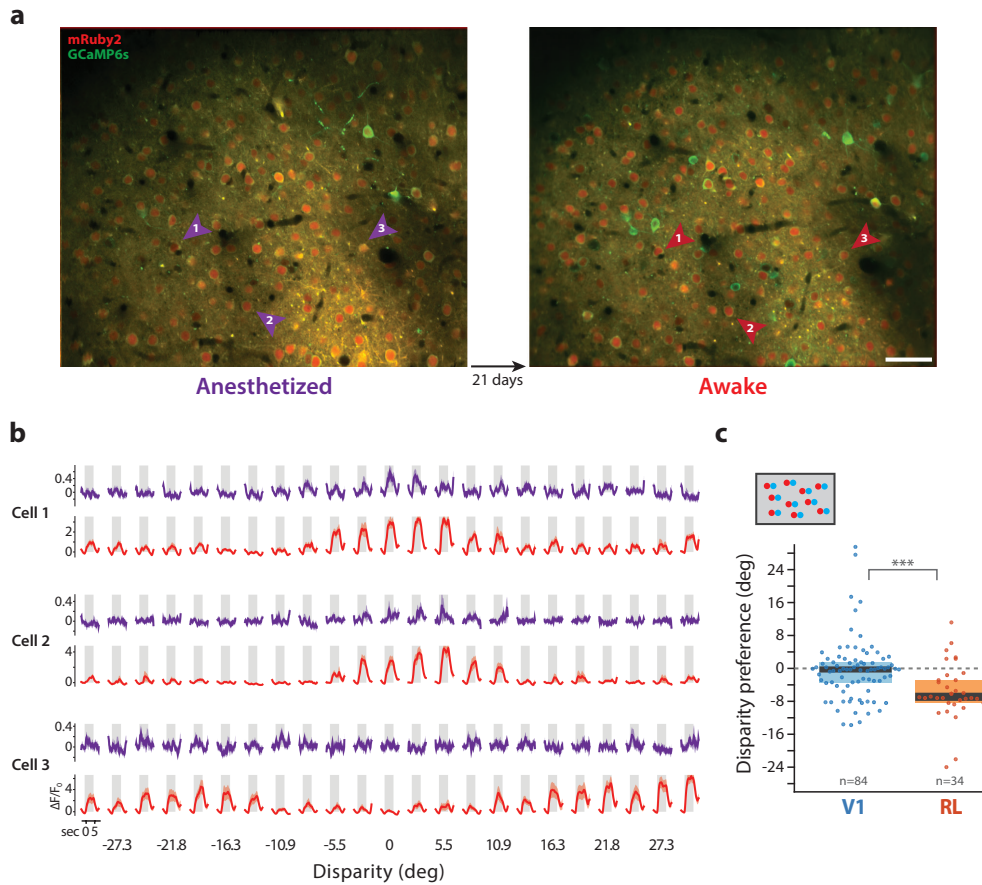 a
mRuby2
GCaMP6s
1
3
2
1
3
2
Anesthetized
21 days
Awake
b
0.4
0
Cell 1
2
0
0.4
0
Cell 2
4
0
0.4
0
Cell 3
4
0
ΔF/F₀
sec 0 5
-27.3 -21.8 -16.3 -10.9 -5.5 0 5.5 10.9 16.3 21.8 27.3
Disparity (deg)
c
***
Disparity preference (deg)
24
16
8
0
-8
-16
-24
n=84 n=34
V1 RL